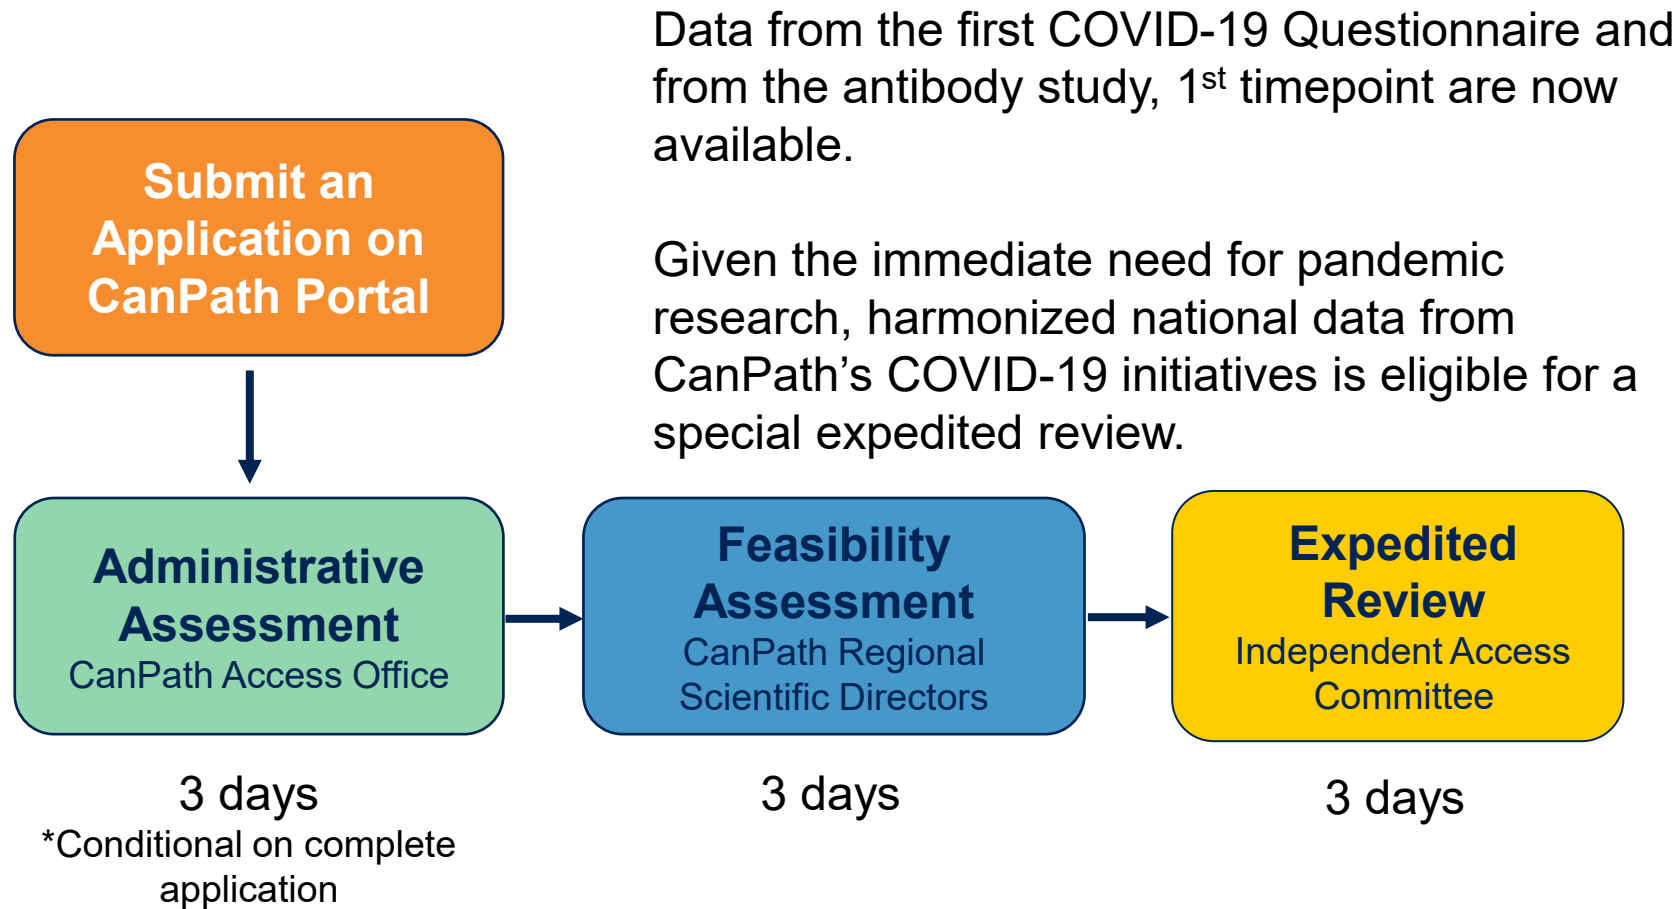 Data from the first COVID-19 Questionnaire and
from the antibody study, 1st timepoint are now
available.
Given the immediate need for pandemic
research, harmonized national data from
CanPath’s COVID-19 initiatives is eligible for a
special expedited review.
Submit an
Application on
CanPath Portal
Administrative
Assessment
CanPath Access Office
3 days
*Conditional on complete
application
Feasibility
Assessment
CanPath Regional
Scientific Directors
3 days
Expedited
Review
Independent Access
Committee
3 days